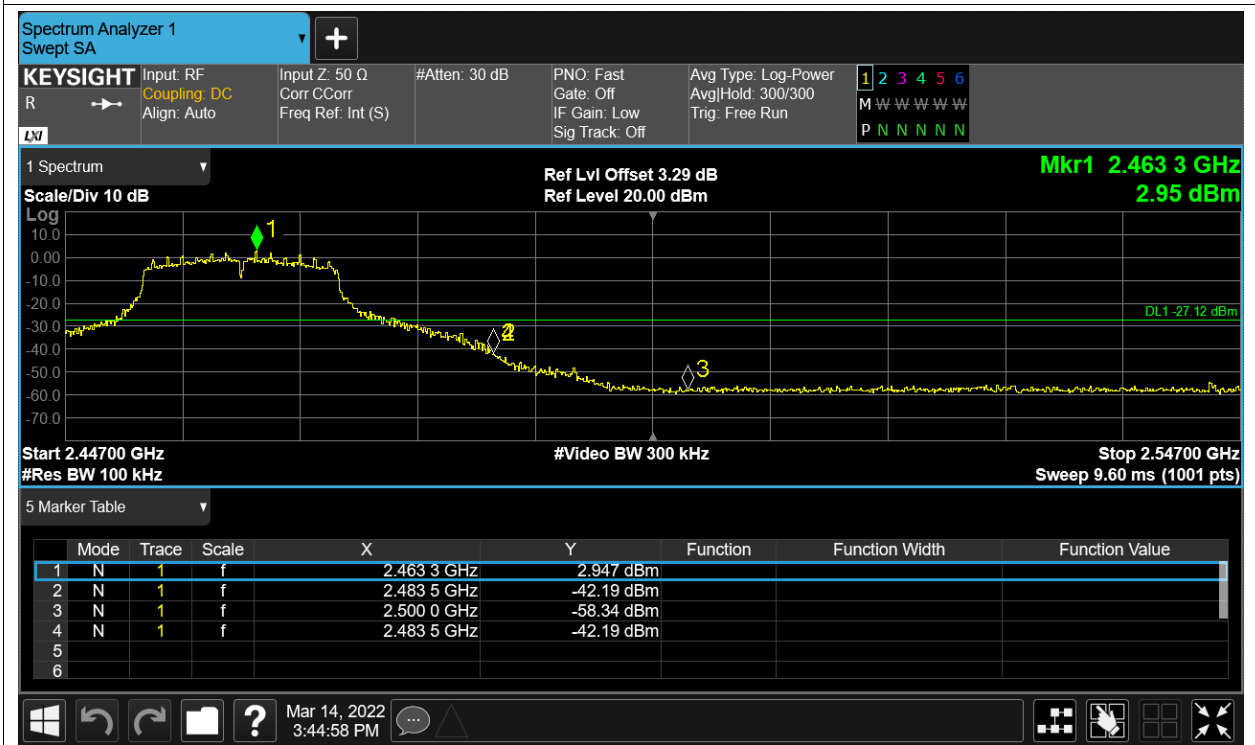 Spectrum Analyzer 1
Swept SA
+
KEYSIGHT Input: RF Input Z: 50 Ω #Atten: 30 dB PNO: Fast Avg Type: Log-Power 1 2 3 4 5 6
R Coupling: DC Corr CCorr Gate: Off Avg|Hold: 300/300 M W W W W W
Align: Auto Freq Ref: Int (S) IF Gain: Low Trig: Free Run
LXI Sig Track: Off P N N N N N
1 Spectrum Ref Lvl Offset 3.29 dB Mkr1 2.463 3 GHz
Scale/Div 10 dB Ref Level 20.00 dBm 2.95 dBm
Log
1
10.0
0.00
-10.0
-20.0
DL1 -27.12 dBm
-30.0
-40.0
-50.0
3
-60.0
-70.0
Start 2.44700 GHz #Video BW 300 kHz Stop 2.54700 GHz
#Res BW 100 kHz Sweep 9.60 ms (1001 pts)
5 Marker Table
Mode Trace Scale X Y Function Function Width Function Value
1 N 1 f 2.463 3 GHz 2.947 dBm
2 N 1 f 2.483 5 GHz -42.19 dBm
3 N 1 f 2.500 0 GHz -58.34 dBm
4 N 1 f 2.483 5 GHz -42.19 dBm
5
6
? Mar 14, 2022
3:44:58 PM